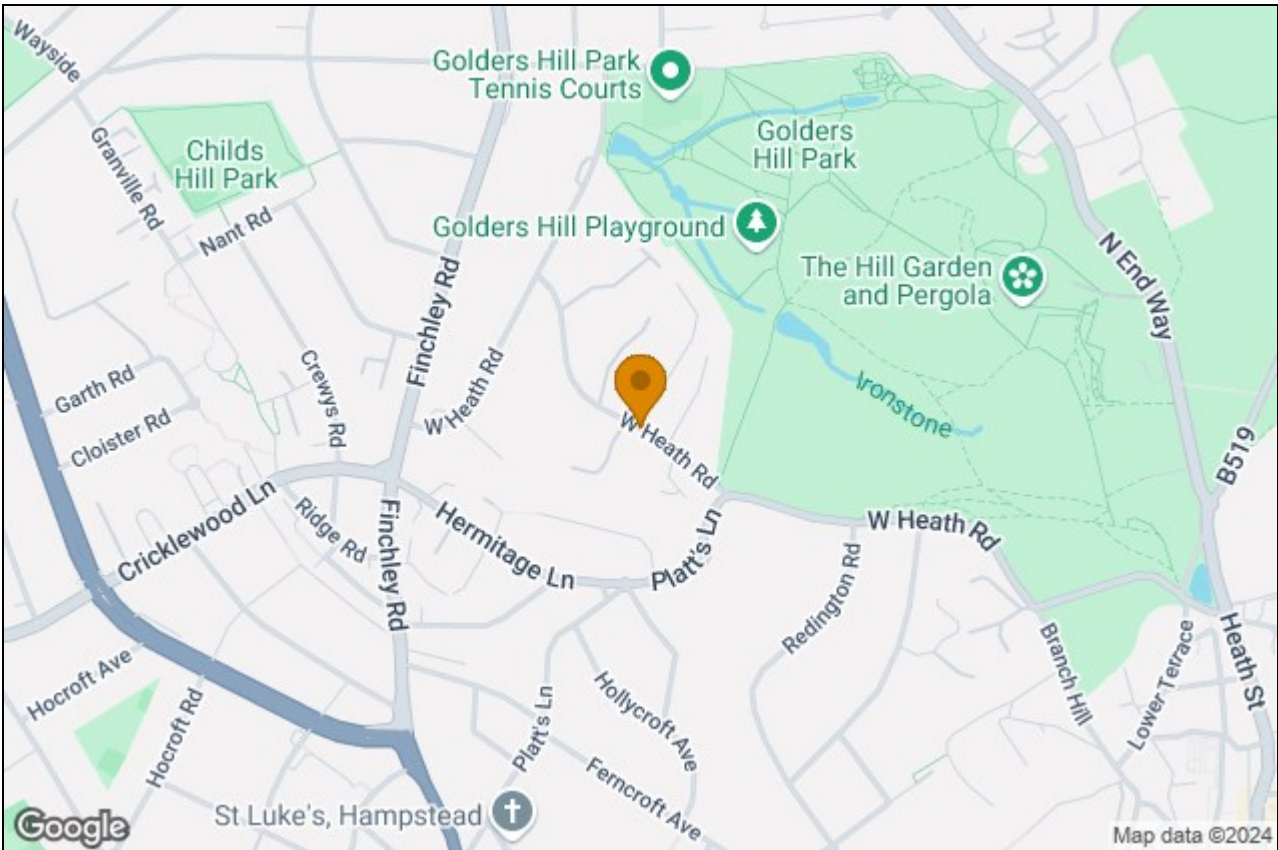 Wayside
Golders Hill Park
Tennis Courts
Golders
Hill Park
Childs
Hill Park
Granville Rd
Nant Rd
Golders Hill Playground
The Hill Garden
and Pergola
N End Way
Finchley Rd
W Heath Rd
Garth Rd
Crewys Rd
Cloister Rd
W Heath Rd
Ironstone
B519
Cricklewood Ln
Ridge Rd
Finchley Rd
Hermitage Ln
Platt's Ln
W Heath Rd
Redington Rd
Branch Hill
Lower Terrace
Heath St
Hocroft Ave
Hocroft Rd
Platt's Ln
Hollycroft Ave
Ferncroft Ave
St Luke's, Hampstead
Google
Map data ©2024